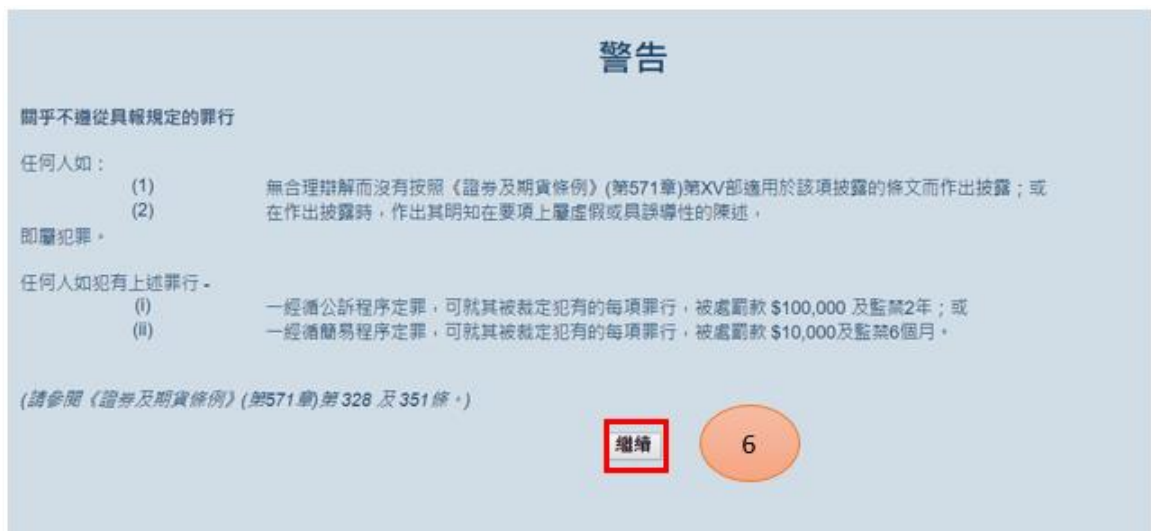 警告
關乎不遵從具報規定的罪行
任何人如：
(1) 無合理辯解而沒有按照《證券及期貨條例》(第571章)第XV部適用於該項披露的條文而作出披露；或
(2) 在作出披露時，作出其明知在要項上屬虛假或具誤導性的陳述，
即屬犯罪。
任何人如犯有上述罪行 -
(i) 一經循公訴程序定罪，可就其被裁定犯有的每項罪行，被處罰款 $100,000 及監禁2年；或
(ii) 一經循簡易程序定罪，可就其被裁定犯有的每項罪行，被處罰款 $10,000及監禁6個月。
(請參閱《證券及期貨條例》(第571章)第 328 及 351條。)
繼續 6